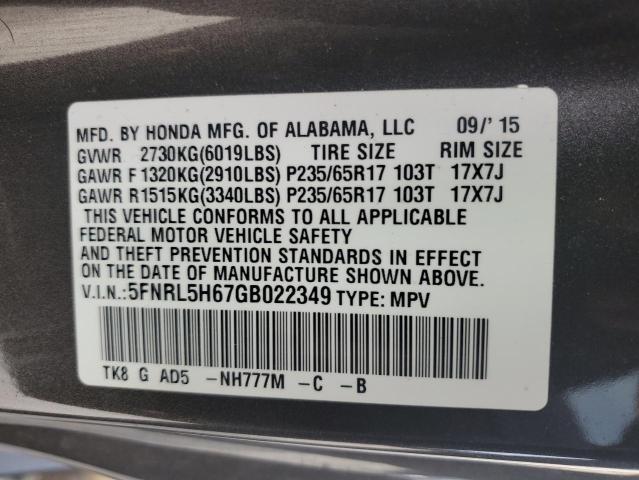 MFD. BY HONDA MFG. OF ALABAMA, LLC 09/' 15
GVWR 2730KG(6019LBS) TIRE SIZE RIM SIZE
GAWR F1320KG(2910LBS) P235/65R17 103T 17X7J
GAWR R1515KG(3340LBS) P235/65R17 103T 17X7J
THIS VEHICLE CONFORMS TO ALL APPLICABLE
FEDERAL MOTOR VEHICLE SAFETY
AND THEFT PREVENTION STANDARDS IN EFFECT
ON THE DATE OF MANUFACTURE SHOWN ABOVE.
V.I.N.:5FNRL5H67GB022349 TYPE: MPV
TK8 G AD5 -NH777M -C -B